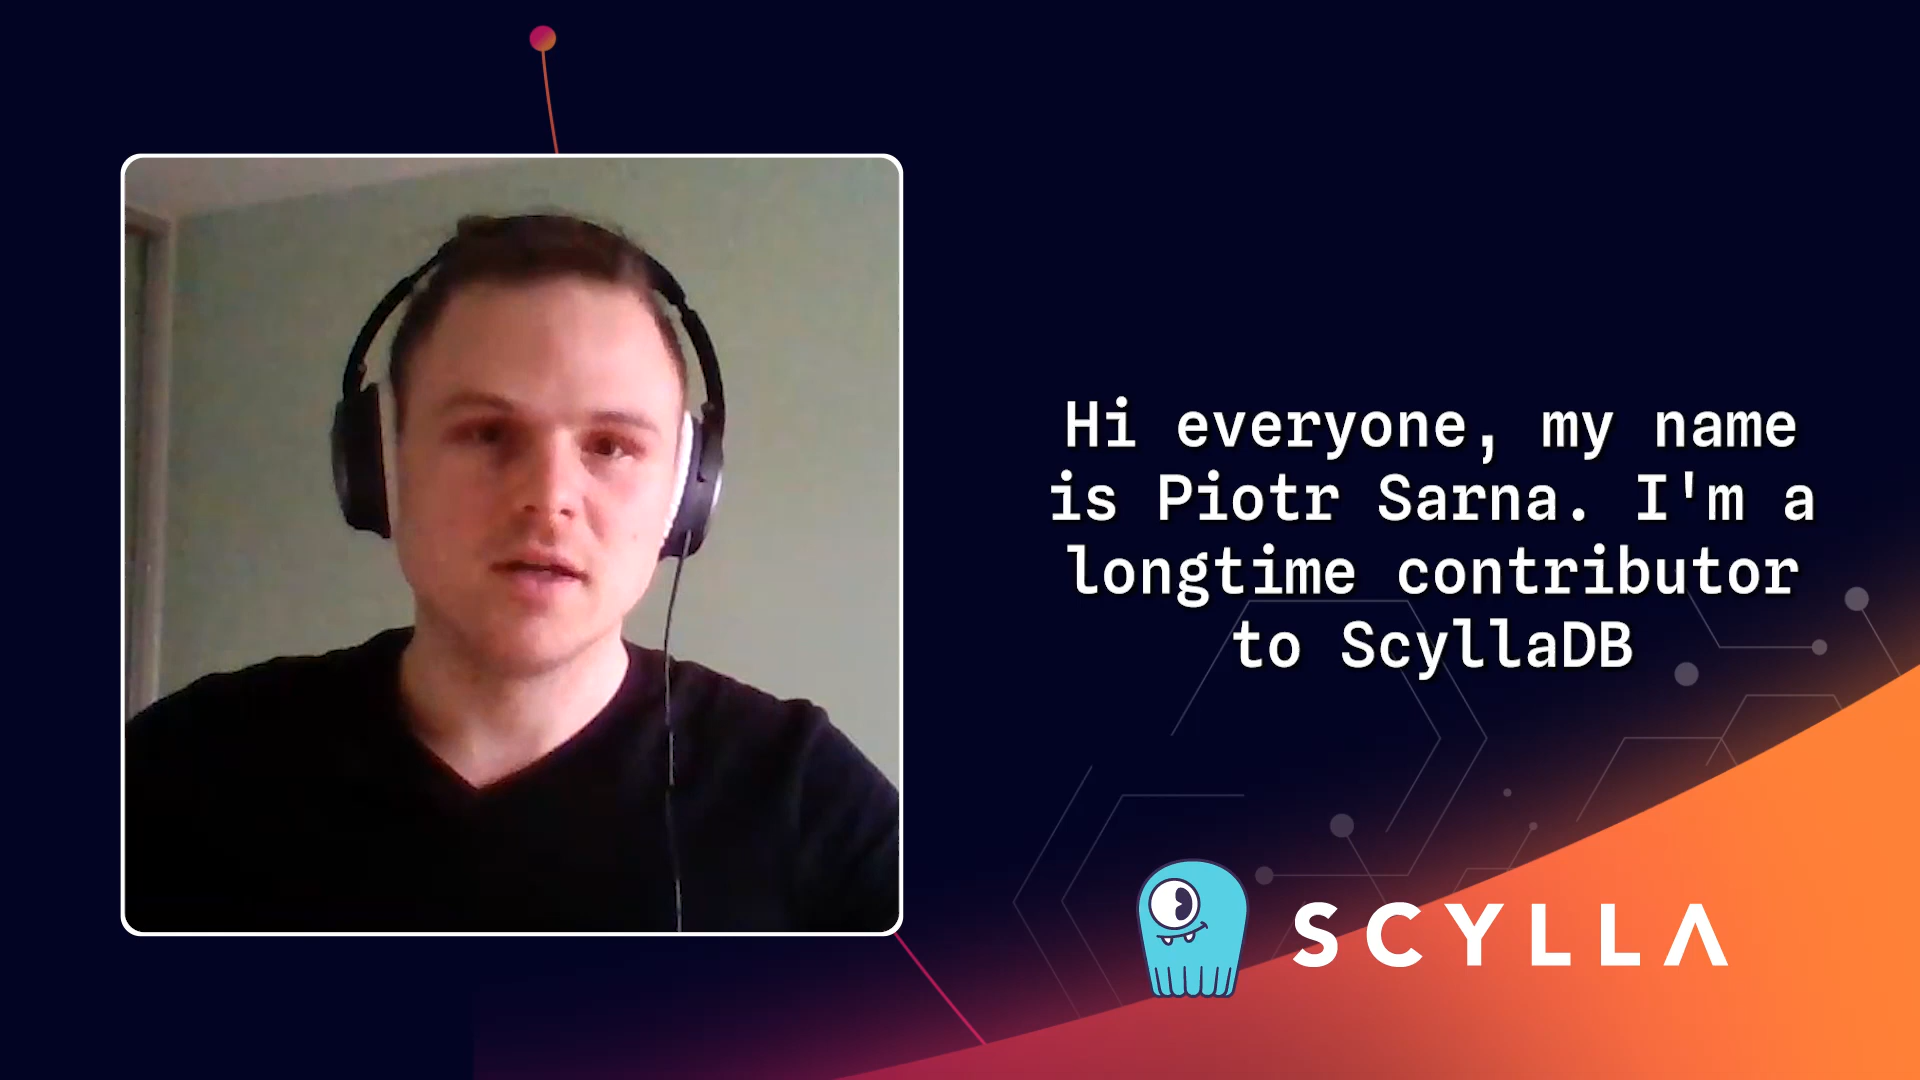 Hi everyone, my name
is Piotr Sarna. I'm a
longtime contributor
to ScyllaDB
SCYLLA